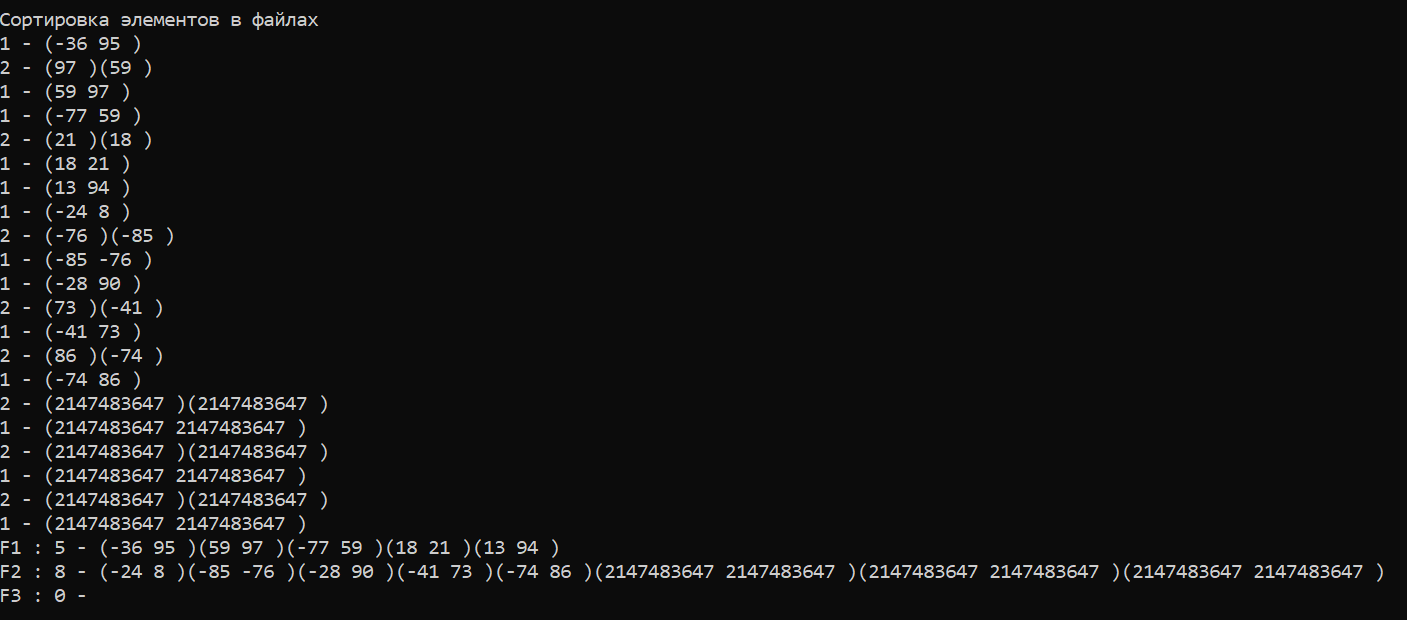 Сортировка элементов в файлах
1 - (-36 95 )
2 - (97 )(59 )
1 - (59 97 )
1 - (-77 59 )
2 - (21 )(18 )
1 - (18 21 )
1 - (13 94 )
1 - (-24 8 )
2 - (-76 )(-85 )
1 - (-85 -76 )
1 - (-28 90 )
2 - (73 )(-41 )
1 - (-41 73 )
2 - (86 )(-74 )
1 - (-74 86 )
2 - (2147483647 )(2147483647 )
1 - (2147483647 2147483647 )
2 - (2147483647 )(2147483647 )
1 - (2147483647 2147483647 )
2 - (2147483647 )(2147483647 )
1 - (2147483647 2147483647 )
F1 : 5 - (-36 95 )(59 97 )(-77 59 )(18 21 )(13 94 )
F2 : 8 - (-24 8 )(-85 -76 )(-28 90 )(-41 73 )(-74 86 )(2147483647 2147483647 )(2147483647 2147483647 )(2147483647 2147483647 )
F3 : 0 -